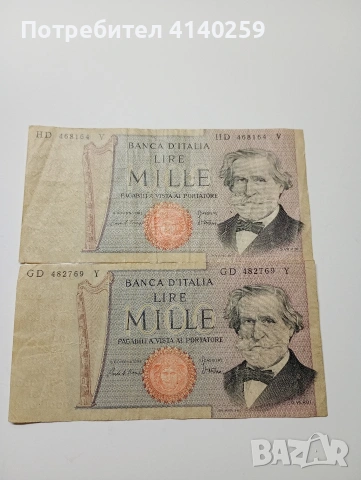 Потребител 4140259
HD 468164 V HD 468164 V
BANCA D'ITALIA
LIRE
MILLE
PAGABILI A VISTA AL PORTATORE
GD 482769 Y GD 482769 Y
BANCA D'ITALIA
LIRE
MILLE
PAGABILI A VISTA AL PORTATORE
bazar